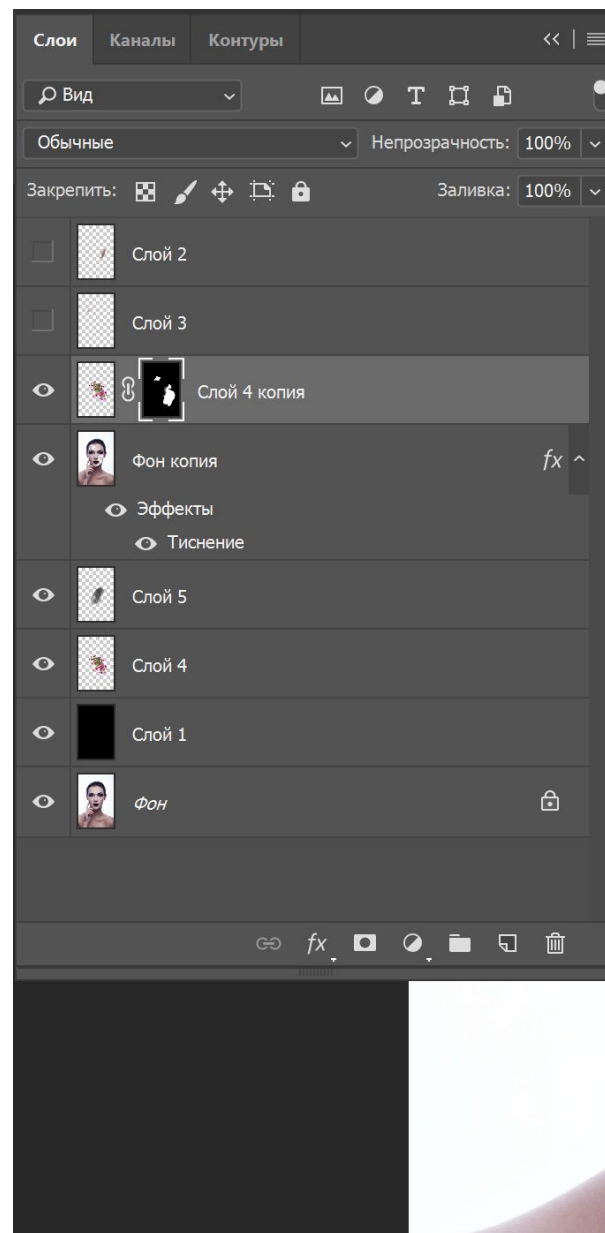 Слои Каналы Контуры
Вид
Обычные Непрозрачность: 100%
Закрепить: Заливка: 100%
Слой 2
Слой 3
Слой 4 копия
Фон копия fx
Эффекты
Тиснение
Слой 5
Слой 4
Слой 1
Фон
fx